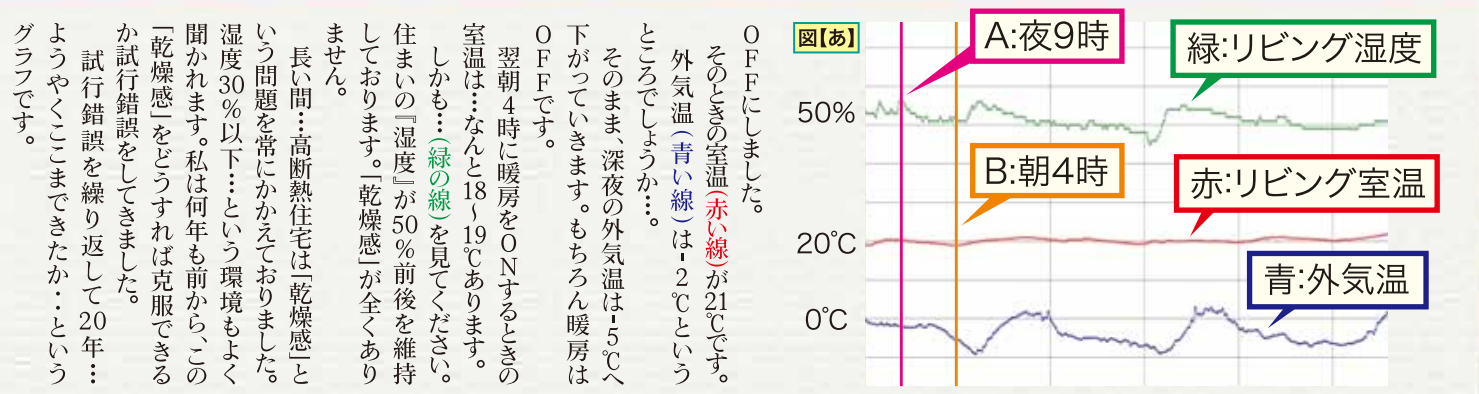 OFFにしました。
そのときの室温(赤い線)が21℃です。
外気温(青い線)は-2℃という
ところでしょうか…。
そのまま、深夜の外気温は-5℃へ
下がっていきます。もちろん暖房は
OFFです。
翌朝4時に暖房をONするときの
室温は…なんと18～19℃あります。
しかも…(緑の線)を見てください。
住まいの『湿度』が50％前後を維持
しております。「乾燥感」が全くあり
ません。
長い間…高断熱住宅は「乾燥感」と
いう問題を常にかかえておりました。
湿度30％以下…という環境もよく
聞かれます。私は何年も前から、この
「乾燥感」をどうすれば克服できる
か試行錯誤をしてきました。
試行錯誤を繰り返して20年…
ようやくここまできたか‥という
グラフです。
図【あ】
A:夜9時
緑:リビング湿度
50%
B:朝4時
赤:リビング室温
20℃
青:外気温
0℃